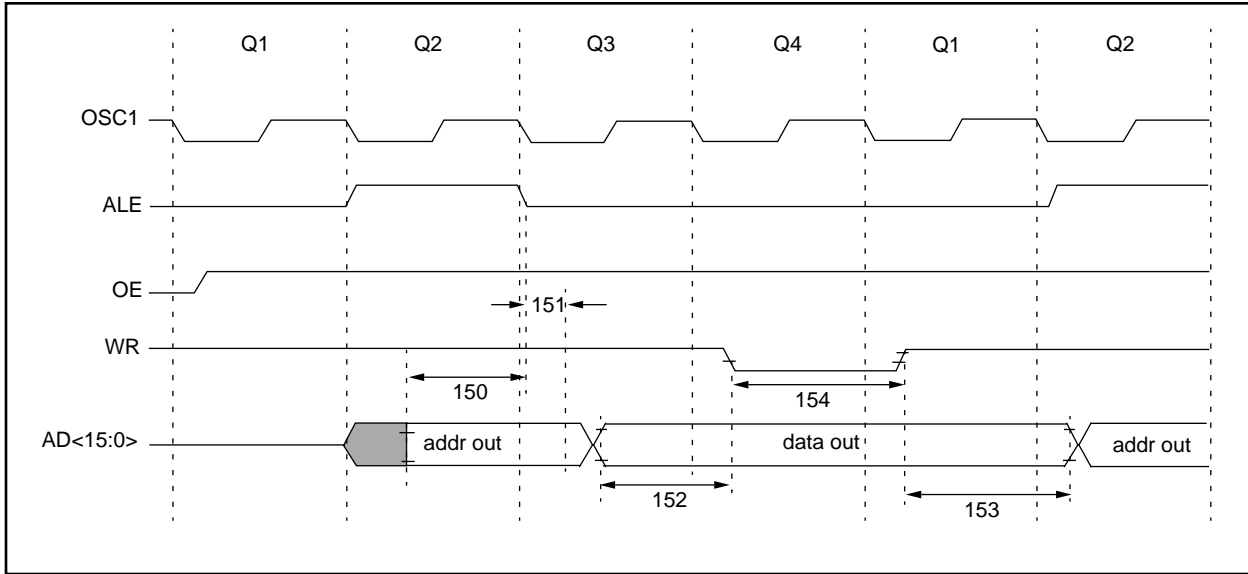 Q1 Q2 Q3 Q4 Q1 Q2
OSC1
ALE
OE
151
WR
150
154
AD<15:0>
addr out
data out
addr out
152
153